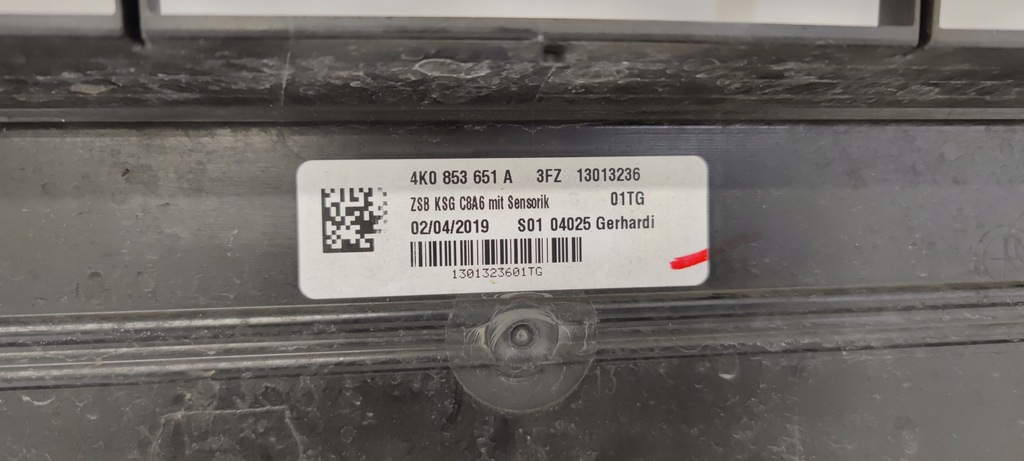 4K0 853 651 A 3FZ 13013236
ZSB KSG C8A6 mit Sensorik 01TG
02/04/2019 S01 04025 Gerhardi
1301323601TG